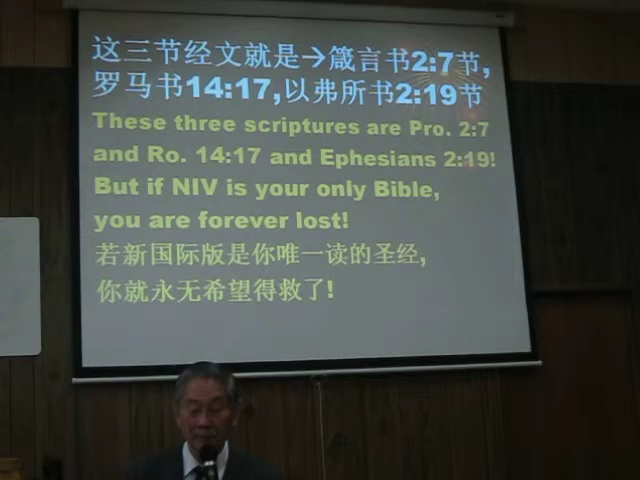 这三节经文就是→箴言书2:7节,
罗马书14:17,以弗所书2:19节
These three scriptures are Pro. 2:7
and Ro. 14:17 and Ephesians 2:19!
But if NIV is your only Bible,
you are forever lost!
若新国际版是你唯一读的圣经,
你就永无希望得救了!